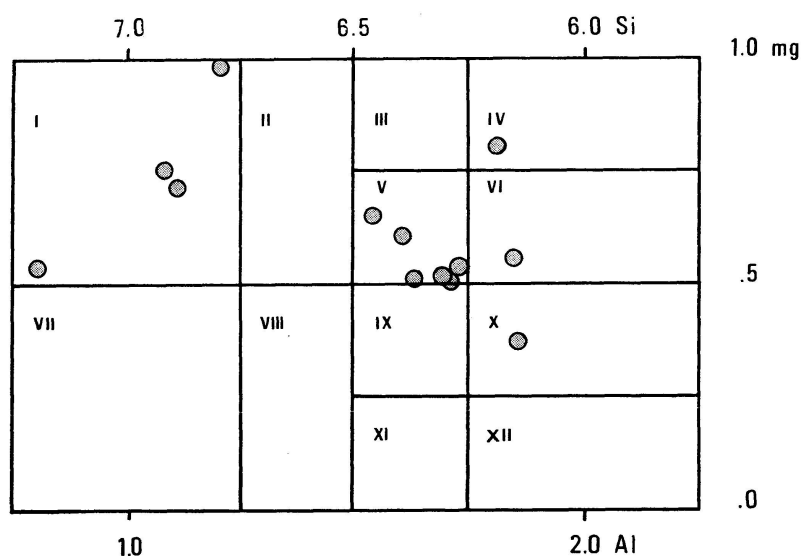 7.0 6.5 6.0 Si
1.0 mg
I II III IV
V VI
.5
VII VIII IX X
XI XII
.0
1.0 2.0 Al